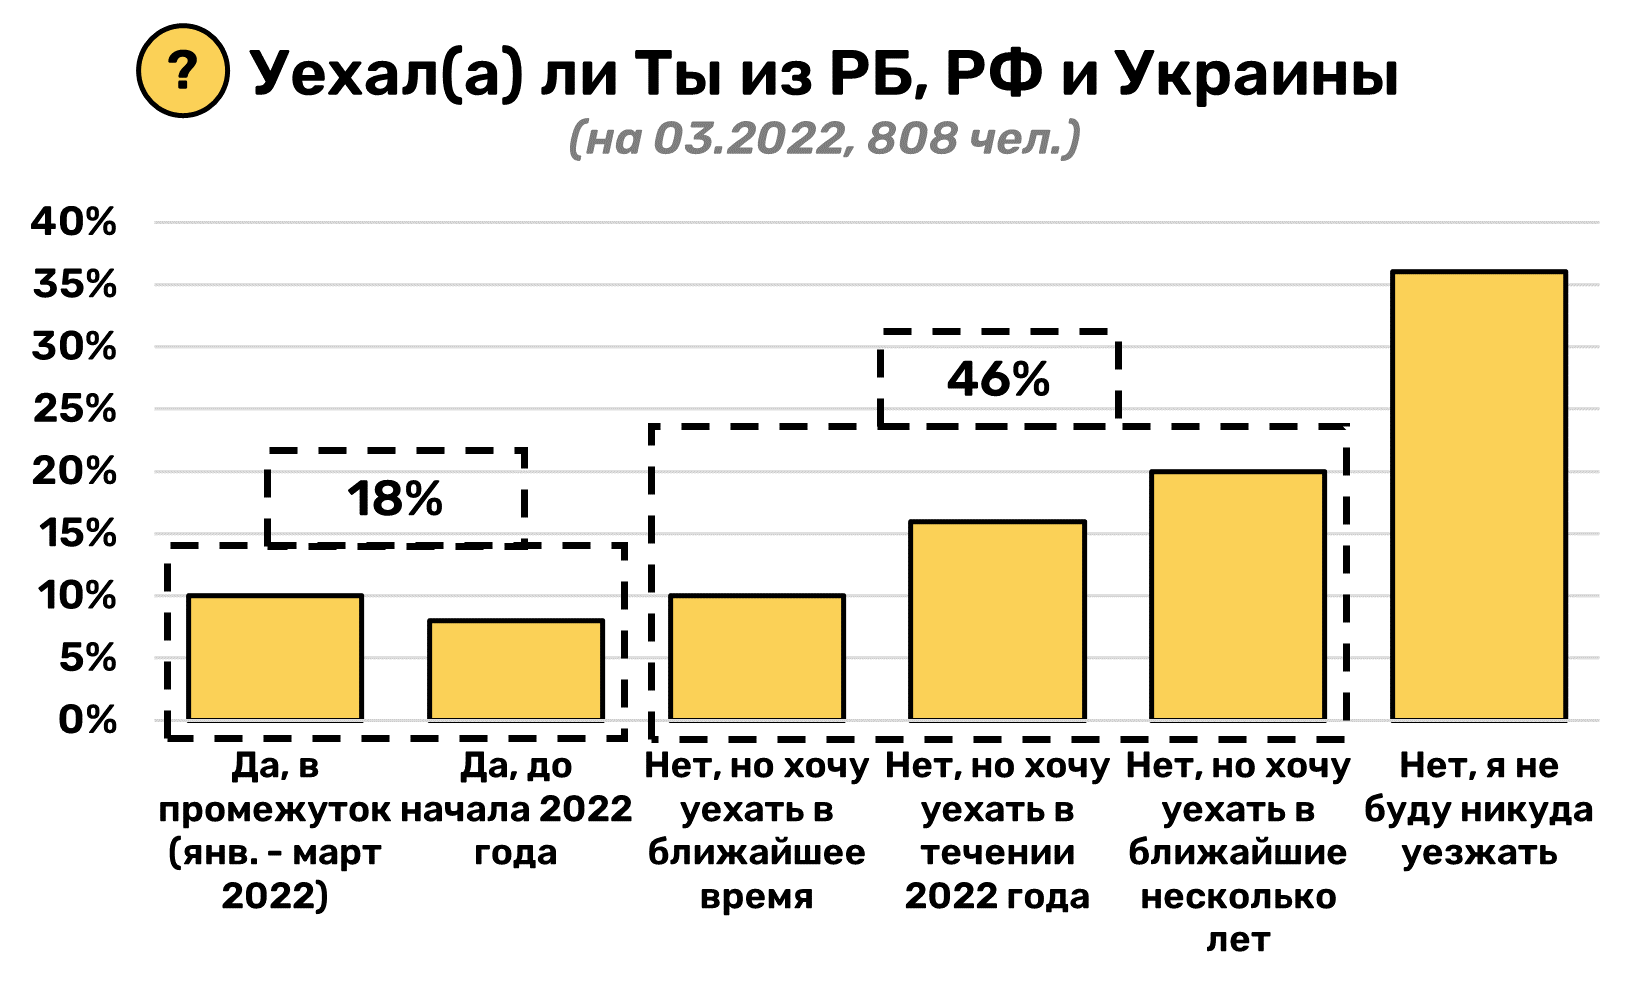 ?
Уехал(а) ли Ты из РБ, РФ и Украины
(на 03.2022, 808 чел.)
40%
35%
30%
25%
20%
15%
10%
5%
0%
18%
46%
Да, в
промежуток
(янв. - март
2022)
Да, до
начала 2022
года
Нет, но хочу
уехать в
ближайшее
время
Нет, но хочу
уехать в
течении
2022 года
Нет, но хочу
уехать в
ближайшие
несколько
лет
Нет, я не
буду никуда
уезжать